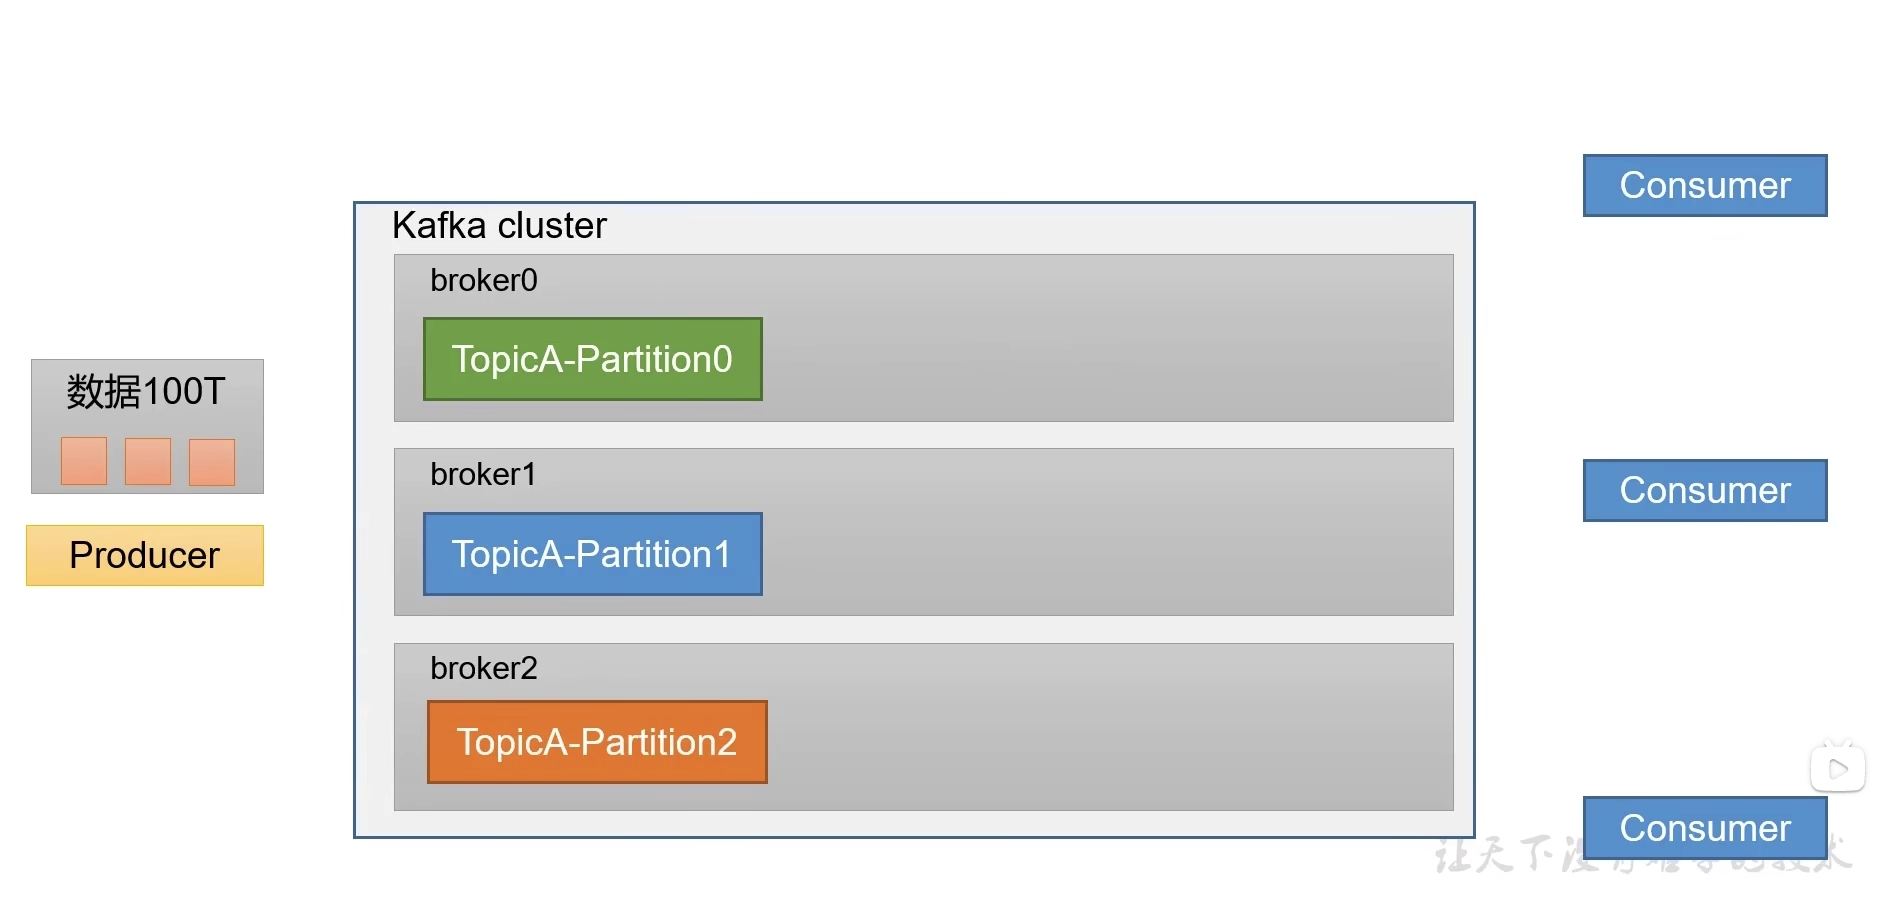 Consumer
Kafka cluster
broker0
TopicA-Partition0
数据100T
broker1
Consumer
TopicA-Partition1
Producer
broker2
TopicA-Partition2
Consumer
让天下没有难学的技术